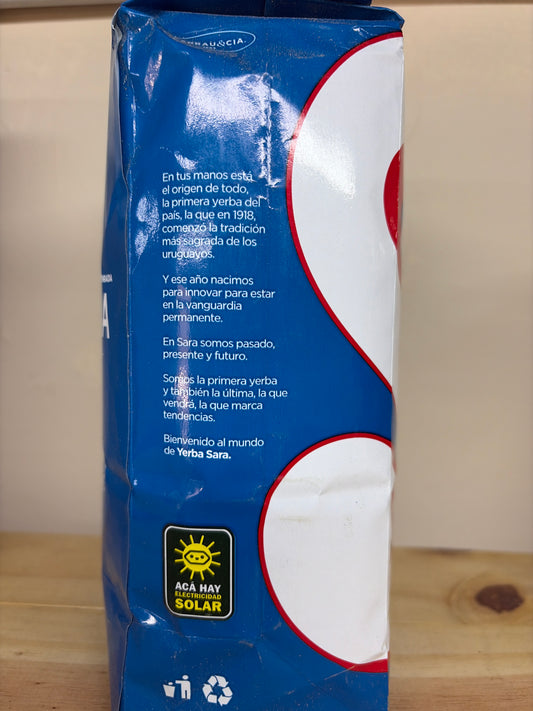 &CIA.
En tus manos está
el origen de todo,
la primera yerba del
país, la que en 1918,
comenzó la tradición
más sagrada de los
uruguayos.
Y ese año nacimos
para innovar para estar
en la vanguardia
permanente.
En Sara somos pasado,
presente y futuro.
Somos la primera yerba
y también la última, la que
vendrá, la que marca
tendencias.
Bienvenido al mundo
de Yerba Sara.
ACÁ HAY
ELECTRICIDAD
SOLAR
A